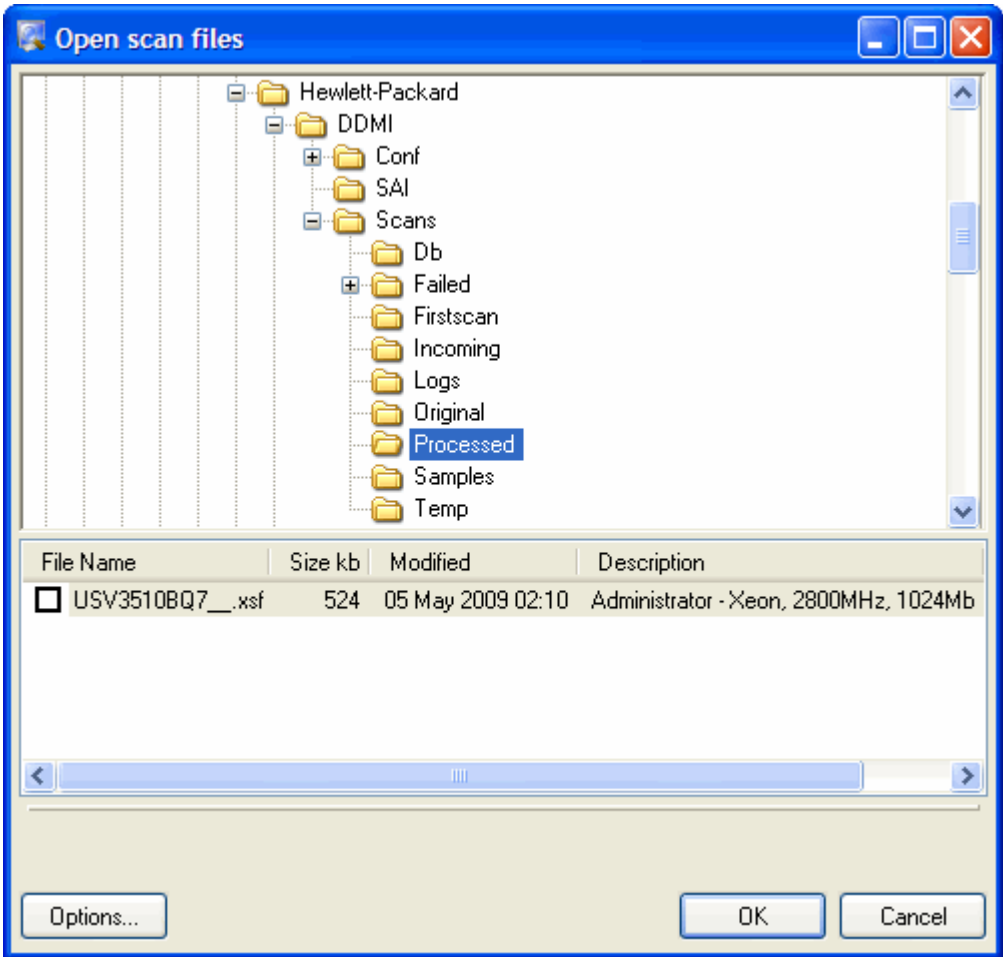 Open scan files
Hewlett-Packard
DDMI
Conf
SAI
Scans
Db
Failed
Firstscan
Incoming
Logs
Original
Processed
Samples
Temp
File Name Size kb Modified Description
USV3510BQ7__.xsf 524 05 May 2009 02:10 Administrator - Xeon, 2800MHz, 1024Mb
Options... OK Cancel